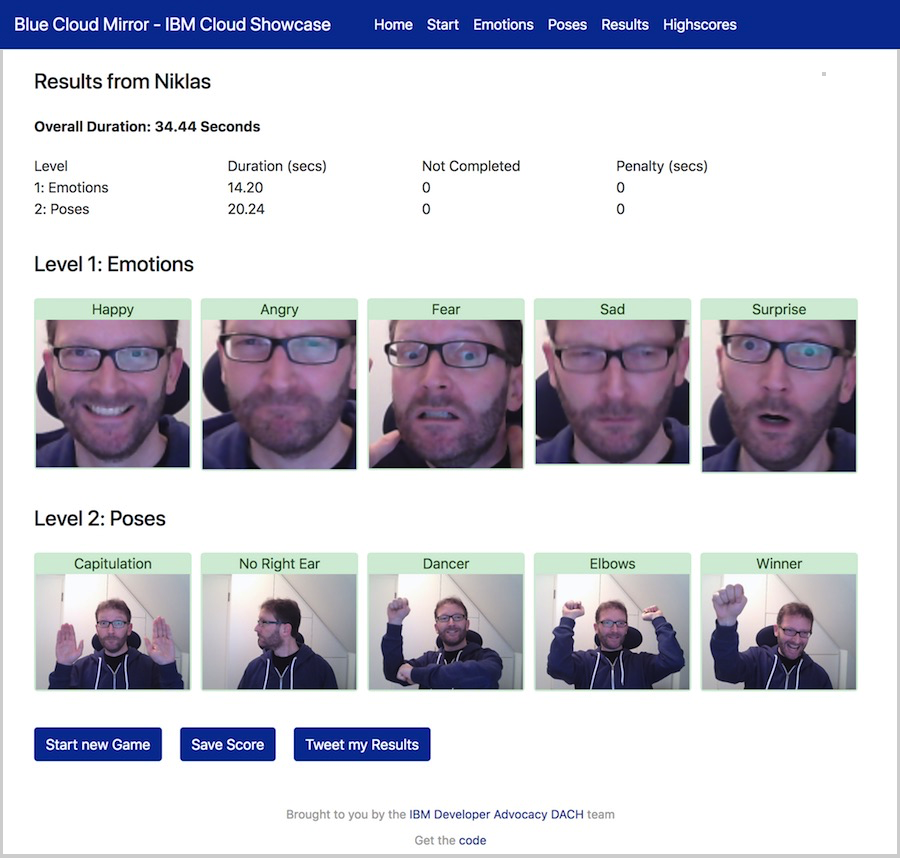 Blue Cloud Mirror - IBM Cloud Showcase Home Start Emotions Poses Results Highscores
Results from Niklas
Overall Duration: 34.44 Seconds
Level Duration (secs) Not Completed Penalty (secs)
1: Emotions 14.20 0 0
2: Poses 20.24 0 0
Level 1: Emotions
Happy Angry Fear Sad Surprise
Level 2: Poses
Capitulation No Right Ear Dancer Elbows Winner
Start new Game Save Score Tweet my Results
Brought to you by the IBM Developer Advocacy DACH team
Get the code